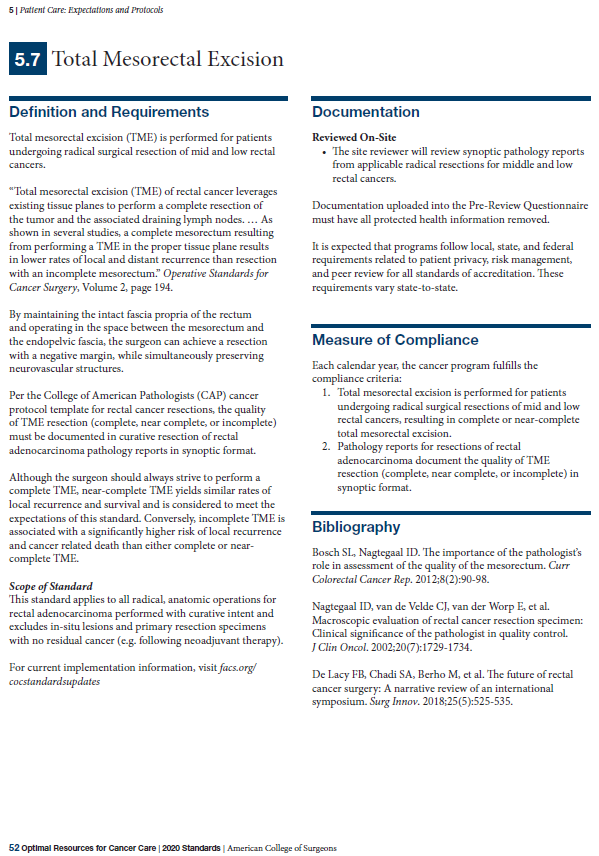 5 | Patient Care: Expectations and Protocols
5.7 Total Mesorectal Excision
Definition and Requirements
Total mesorectal excision (TME) is performed for patients
undergoing radical surgical resection of mid and low rectal
cancers.
“Total mesorectal excision (TME) of rectal cancer leverages
existing tissue planes to perform a complete resection of
the tumor and the associated draining lymph nodes. … As
shown in several studies, a complete mesorectum resulting
from performing a TME in the proper tissue plane results
in lower rates of local and distant recurrence than resection
with an incomplete mesorectum.” Operative Standards for
Cancer Surgery, Volume 2, page 194.
By maintaining the intact fascia propria of the rectum
and operating in the space between the mesorectum and
the endopelvic fascia, the surgeon can achieve a resection
with a negative margin, while simultaneously preserving
neurovascular structures.
Per the College of American Pathologists (CAP) cancer
protocol template for rectal cancer resections, the quality
of TME resection (complete, near complete, or incomplete)
must be documented in curative resection of rectal
adenocarcinoma pathology reports in synoptic format.
Although the surgeon should always strive to perform a
complete TME, near-complete TME yields similar rates of
local recurrence and survival and is considered to meet the
expectations of this standard. Conversely, incomplete TME is
associated with a significantly higher risk of local recurrence
and cancer related death than either complete or near-
complete TME.
Scope of Standard
This standard applies to all radical, anatomic operations for
rectal adenocarcinoma performed with curative intent and
excludes in-situ lesions and primary resection specimens
with no residual cancer (e.g. following neoadjuvant therapy).
For current implementation information, visit facs.org/
cocstandardsupdates
Documentation
Reviewed On-Site
• The site reviewer will review synoptic pathology reports
from applicable radical resections for middle and low
rectal cancers.
Documentation uploaded into the Pre-Review Questionnaire
must have all protected health information removed.
It is expected that programs follow local, state, and federal
requirements related to patient privacy, risk management,
and peer review for all standards of accreditation. These
requirements vary state-to-state.
Measure of Compliance
Each calendar year, the cancer program fulfills the
compliance criteria:
1. Total mesorectal excision is performed for patients
undergoing radical surgical resections of mid and low
rectal cancers, resulting in complete or near-complete
total mesorectal excision.
2. Pathology reports for resections of rectal
adenocarcinoma document the quality of TME
resection (complete, near complete, or incomplete) in
synoptic format.
Bibliography
Bosch SL, Nagtegaal ID. The importance of the pathologist’s
role in assessment of the quality of the mesorectum. Curr
Colorectal Cancer Rep. 2012;8(2):90-98.
Nagtegaal ID, van de Velde CJ, van der Worp E, et al.
Macroscopic evaluation of rectal cancer resection specimen:
Clinical significance of the pathologist in quality control.
J Clin Oncol. 2002;20(7):1729-1734.
De Lacy FB, Chadi SA, Berho M, et al. The future of rectal
cancer surgery: A narrative review of an international
symposium. Surg Innov. 2018;25(5):525-535.
52 Optimal Resources for Cancer Care | 2020 Standards | American College of Surgeons